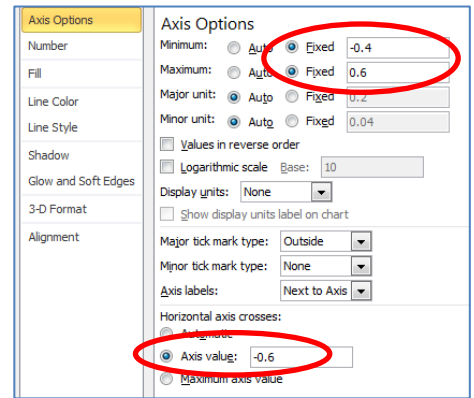 Axis Options
Number
Fill
Line Color
Line Style
Shadow
Glow and Soft Edges
3-D Format
Alignment
Axis Options
Minimum: Auto Fixed -0.4
Maximum: Auto Fixed 0.6
Major unit: Auto Fixed 0.2
Minor unit: Auto Fixed 0.04
Values in reverse order
Logarithmic scale Base: 10
Display units: None
Show display units label on chart
Major tick mark type: Outside
Minor tick mark type: None
Axis labels: Next to Axis
Horizontal axis crosses:
Automatic
Axis value: -0.6
Maximum axis value